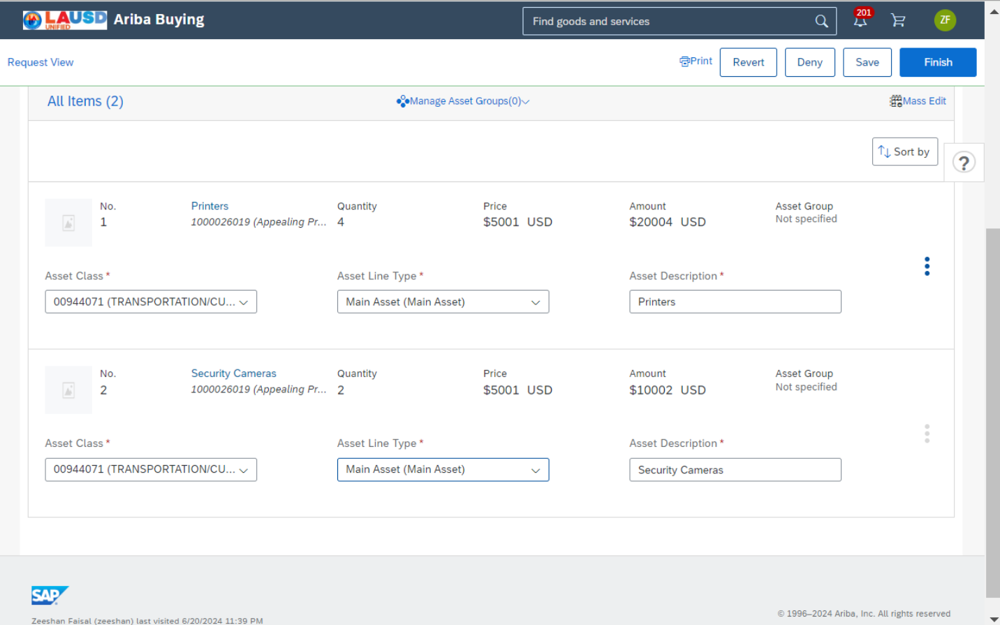 LAUSD UNIFIED Ariba Buying Find goods and services 201 ZF
Request View Print Revert Deny Save Finish
All Items (2) Manage Asset Groups(0) Mass Edit
Sort by
?
No. Printers Quantity Price Amount Asset Group
1 1000026019 (Appealing Pr... 4 $5001 USD $20004 USD Not specified
Asset Class * Asset Line Type * Asset Description *
00944071 (TRANSPORTATION/CU... Main Asset (Main Asset) Printers
No. Security Cameras Quantity Price Amount Asset Group
2 1000026019 (Appealing Pr... 2 $5001 USD $10002 USD Not specified
Asset Class * Asset Line Type * Asset Description *
00944071 (TRANSPORTATION/CU... Main Asset (Main Asset) Security Cameras
SAP
© 1996–2024 Ariba, Inc. All rights reserved
Zeeshan Faisal (zeeshan) last visited 6/20/2024 11:39 PM